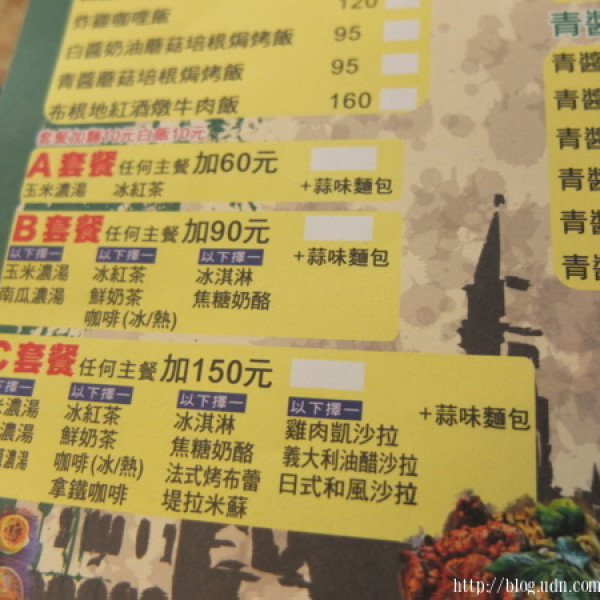 120
炸雞咖哩飯
白醬奶油蘑菇培根焗烤飯 95
青醬蘑菇培根焗烤飯 95
布根地紅酒燉牛肉飯 160
套餐加麵10元白飯10元
A套餐 任何主餐 加60元
玉米濃湯 冰紅茶 +蒜味麵包
B套餐 任何主餐 加90元
以下擇一 以下擇一 以下擇一 +蒜味麵包
玉米濃湯 冰紅茶 冰淇淋
南瓜濃湯 鮮奶茶 焦糖奶酪
咖啡(冰/熱)
C套餐 任何主餐 加150元
以下擇一 以下擇一 以下擇一 +蒜味麵包
濃湯 冰紅茶 冰淇淋 雞肉凱沙拉
濃湯 鮮奶茶 焦糖奶酪 義大利油醋沙拉
濃湯 咖啡(冰/熱) 法式烤布蕾 日式和風沙拉
拿鐵咖啡 堤拉米蘇
青醬
青醬
青醬
青醬
青醬
青醬
青醬
http://blog.udn.com/